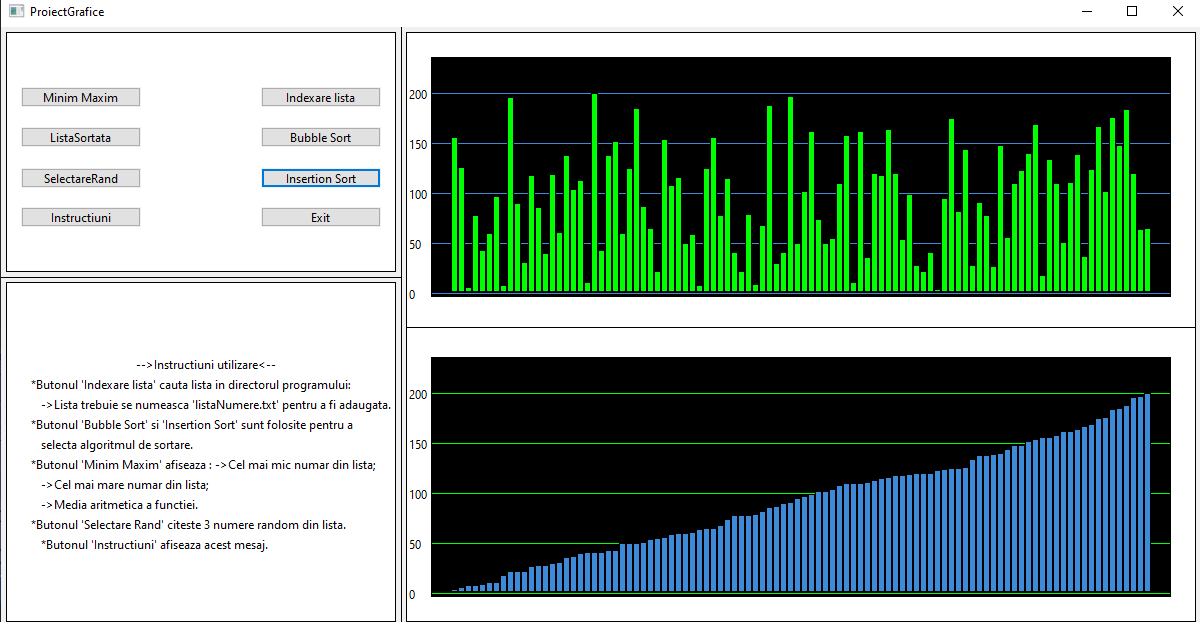 ProiectGrafice
Minim Maxim
Indexare lista
ListaSortata
Bubble Sort
SelectareRand
Insertion Sort
Instructiuni
Exit
-->Instructiuni utilizare<--
*Butonul 'Indexare lista' cauta lista in directorul programului:
->Lista trebuie se numeasca 'listaNumere.txt' pentru a fi adaugata.
*Butonul 'Bubble Sort' si 'Insertion Sort' sunt folosite pentru a
selecta algoritmul de sortare.
*Butonul 'Minim Maxim' afiseaza : ->Cel mai mic numar din lista;
->Cel mai mare numar din lista;
->Media aritmetica a functiei.
*Butonul 'Selectare Rand' citeste 3 numere random din lista.
*Butonul 'Instructiuni' afiseaza acest mesaj.
200
150
100
50
0
200
150
100
50
0